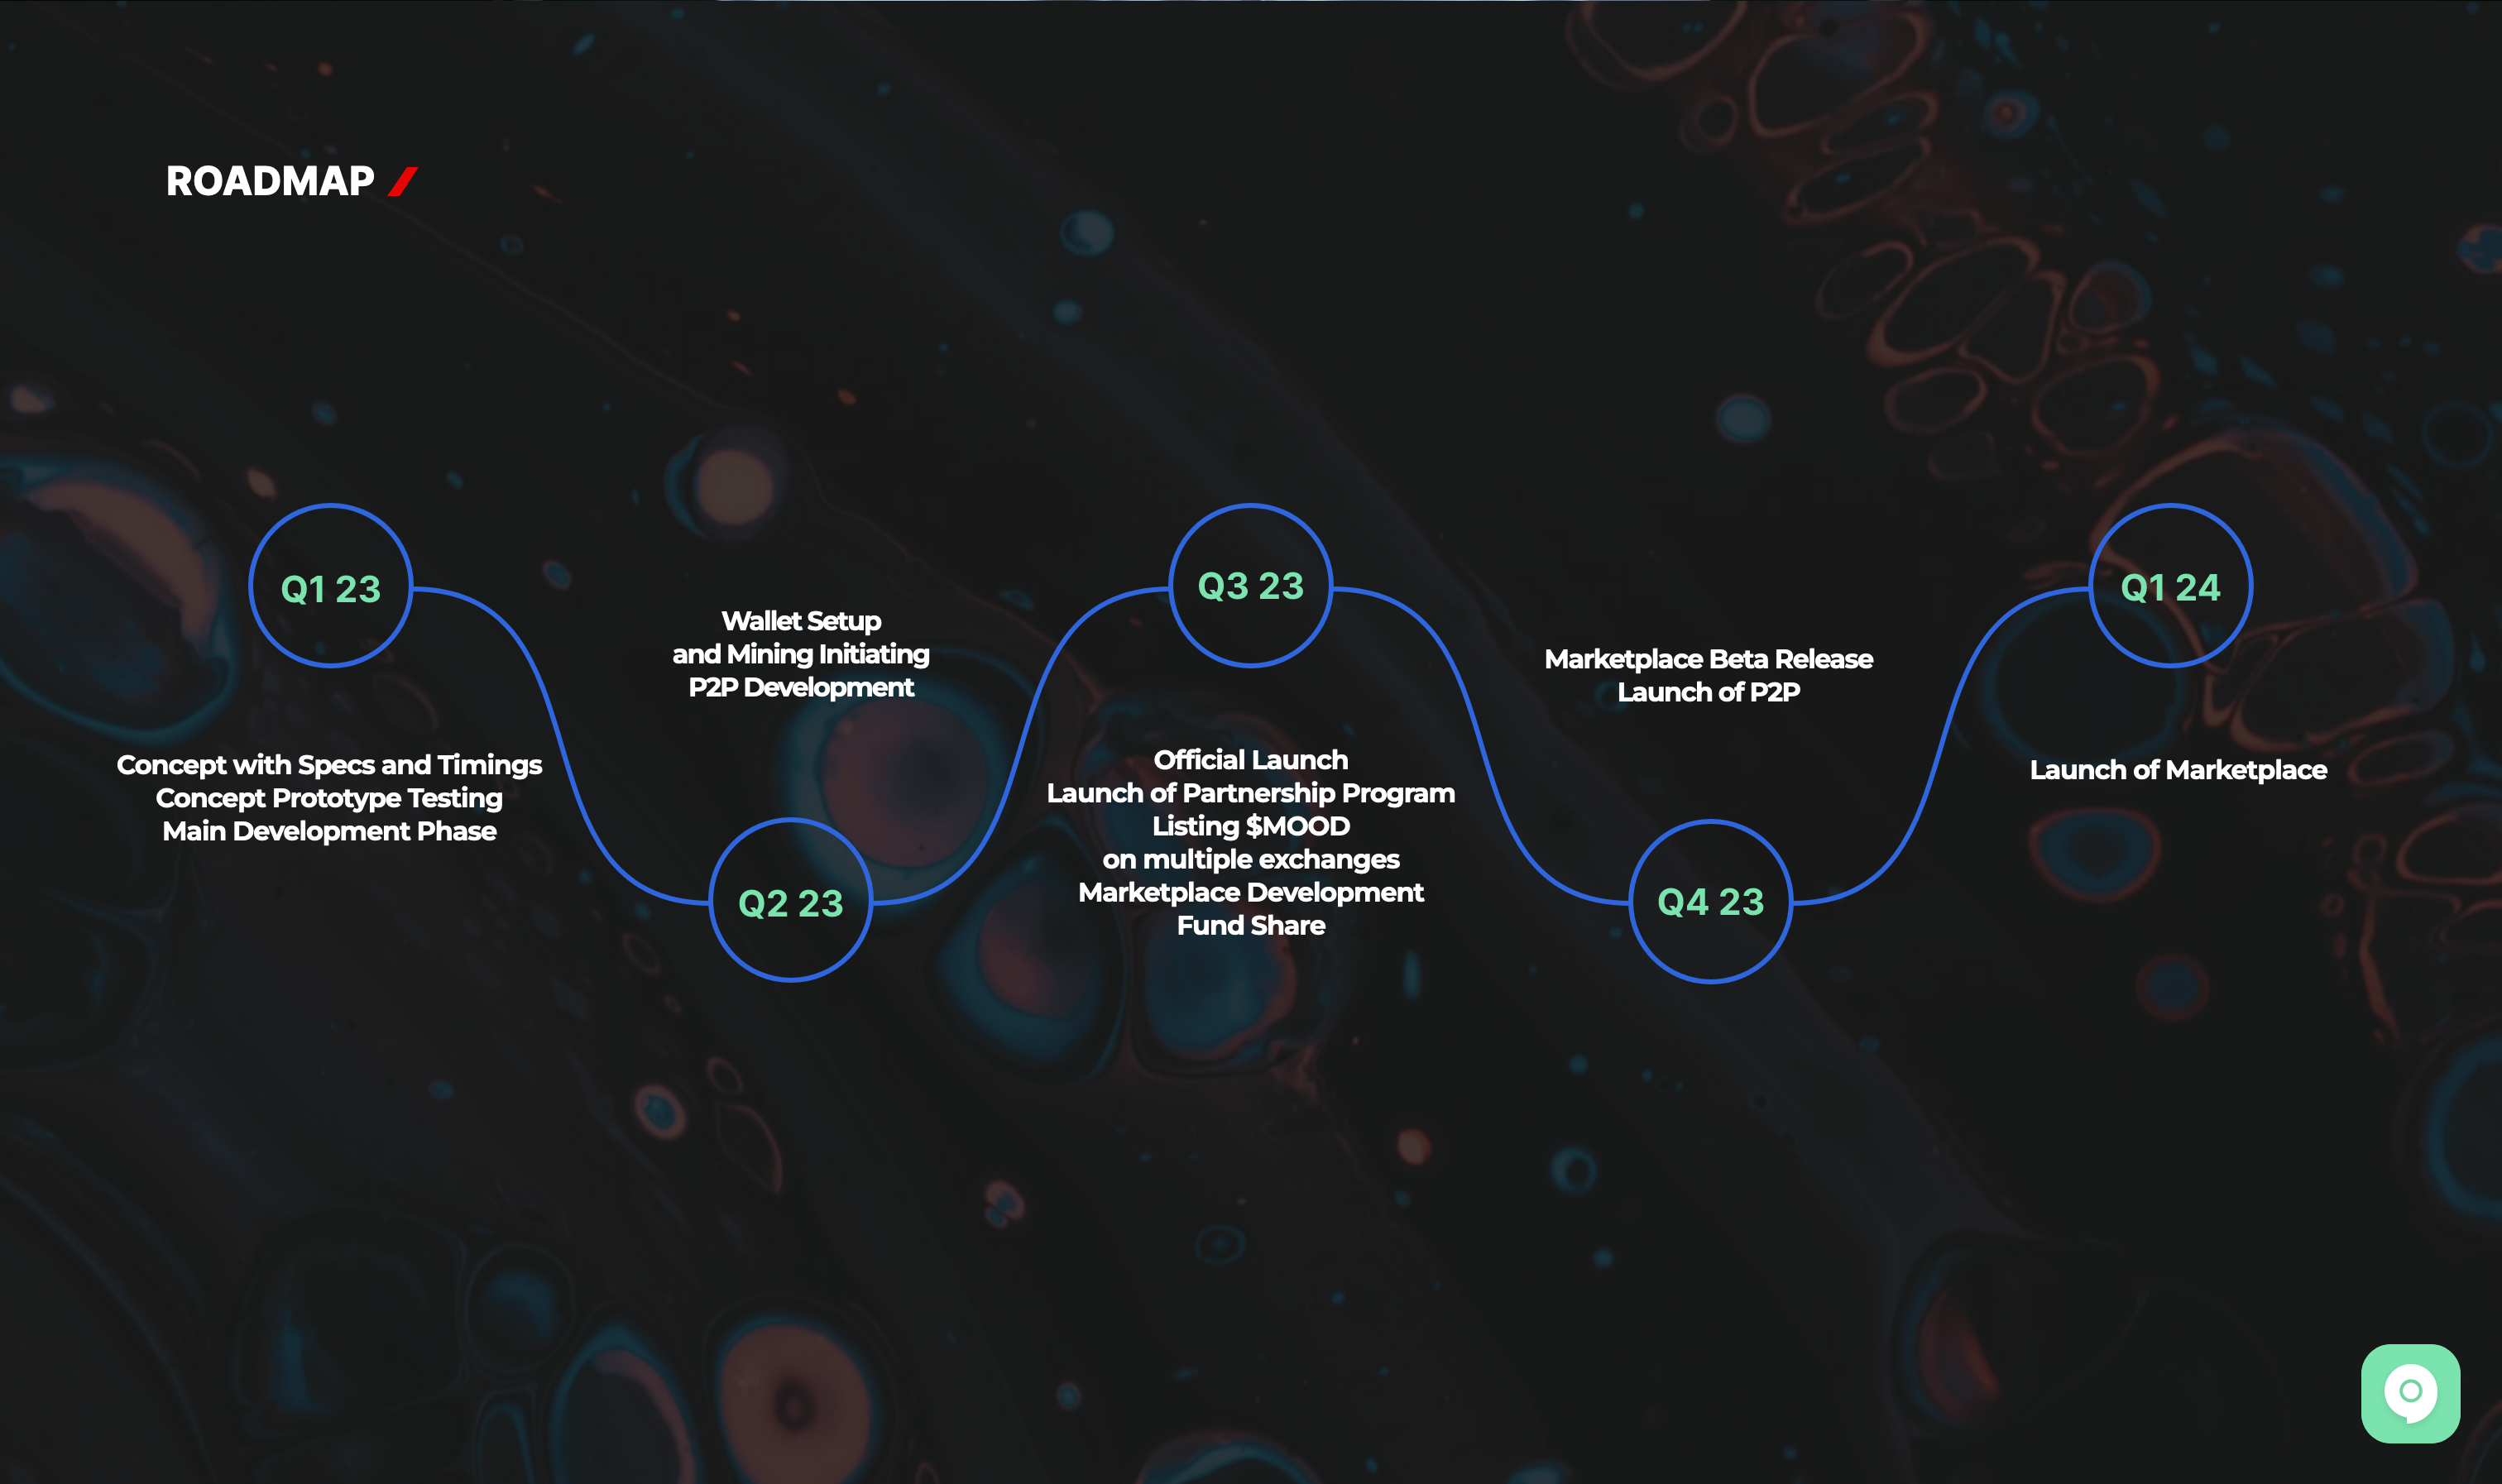 ROADMAP
Q1 23
Concept with Specs and Timings
Concept Prototype Testing
Main Development Phase
Wallet Setup
and Mining Initiating
P2P Development
Q2 23
Q3 23
Official Launch
Launch of Partnership Program
Listing $MOOD
on multiple exchanges
Marketplace Development
Fund Share
Marketplace Beta Release
Launch of P2P
Q4 23
Q1 24
Launch of Marketplace